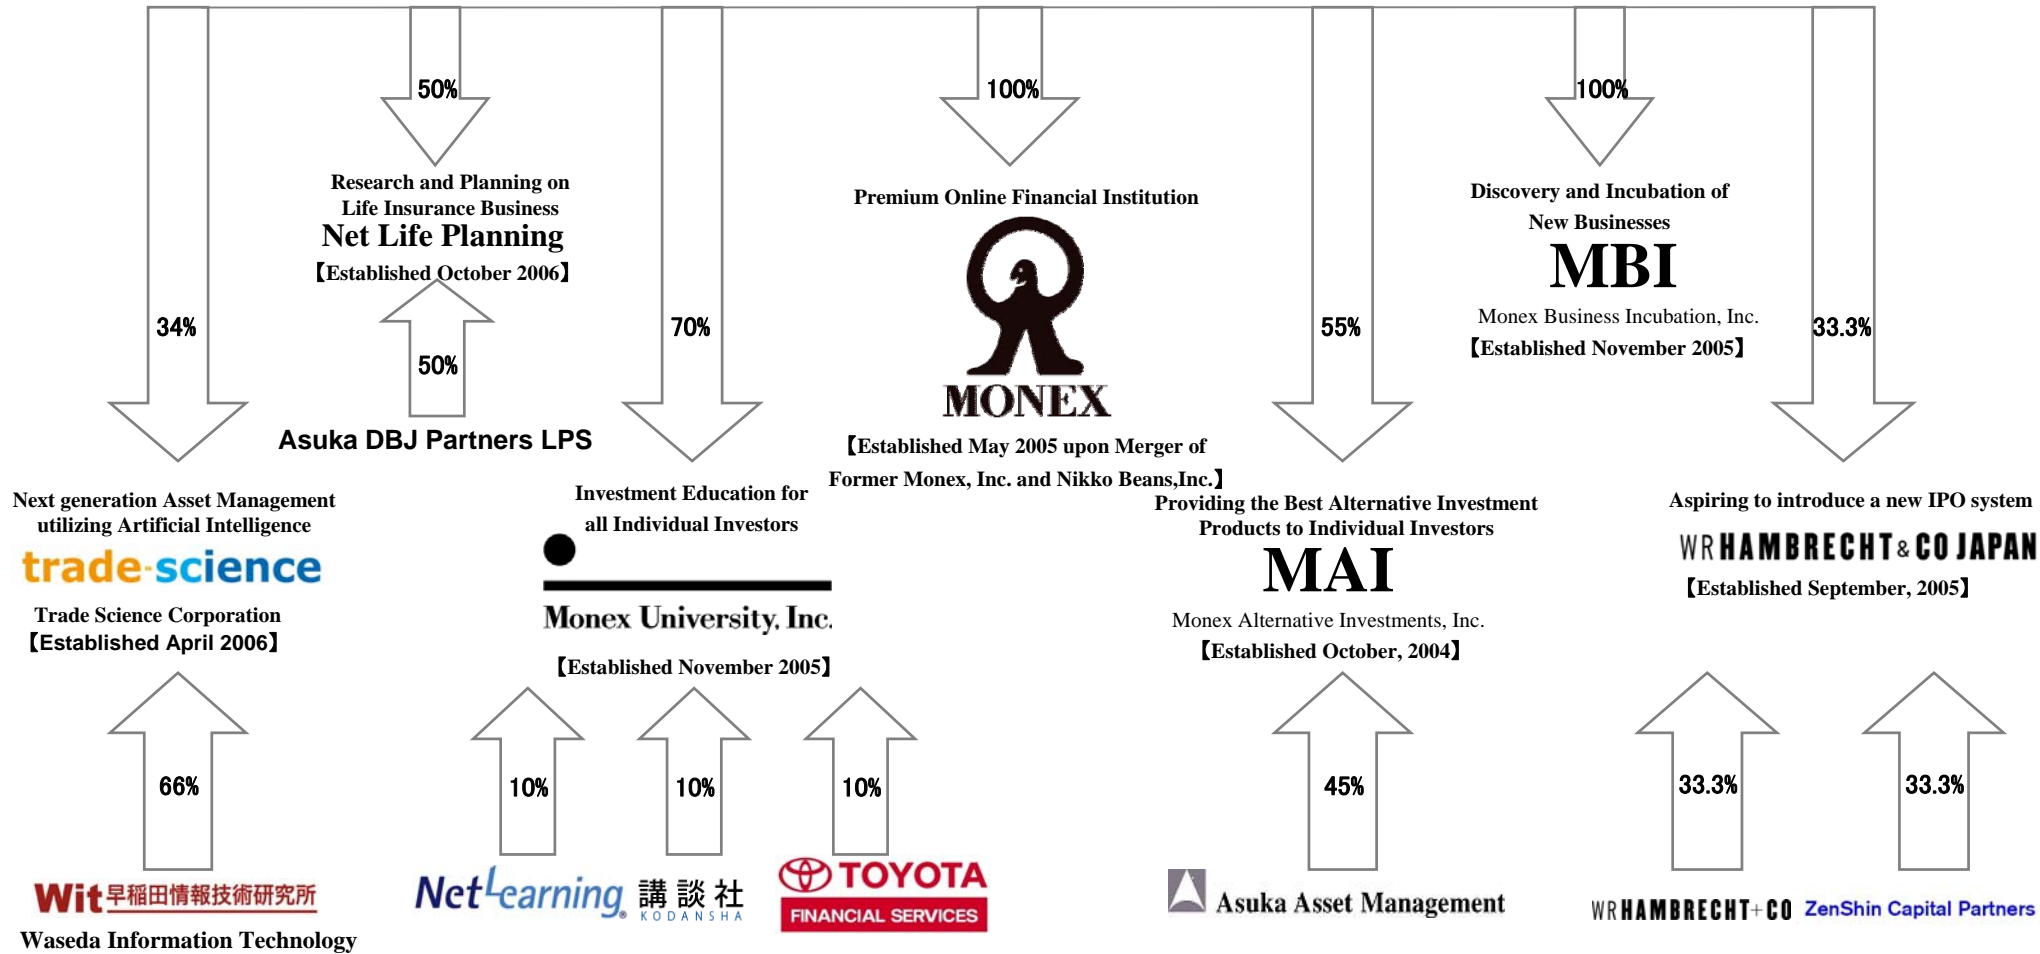 34%
50%
Research and Planning on
Life Insurance Business
Net Life Planning
【Established October 2006】
50%
Asuka DBJ Partners LPS
70%
100%
Premium Online Financial Institution
MONEX
【Established May 2005 upon Merger of
Former Monex, Inc. and Nikko Beans,Inc.】
55%
100%
Discovery and Incubation of
New Businesses
MBI
Monex Business Incubation, Inc.
【Established November 2005】
33.3%
Next generation Asset Management
utilizing Artificial Intelligence
trade-science
Trade Science Corporation
【Established April 2006】
66%
Wit 早稲田情報技術研究所
Waseda Information Technology
Investment Education for
all Individual Investors
Monex University, Inc.
【Established November 2005】
10%
10%
10%
NetLearning®
講談社
KODANSHA
TOYOTA
FINANCIAL SERVICES
Providing the Best Alternative Investment
Products to Individual Investors
MAI
Monex Alternative Investments, Inc.
【Established October, 2004】
45%
Asuka Asset Management
Aspiring to introduce a new IPO system
WR HAMBRECHT & CO JAPAN
【Established September, 2005】
33.3%
33.3%
WR HAMBRECHT+CO
ZenShin Capital Partners